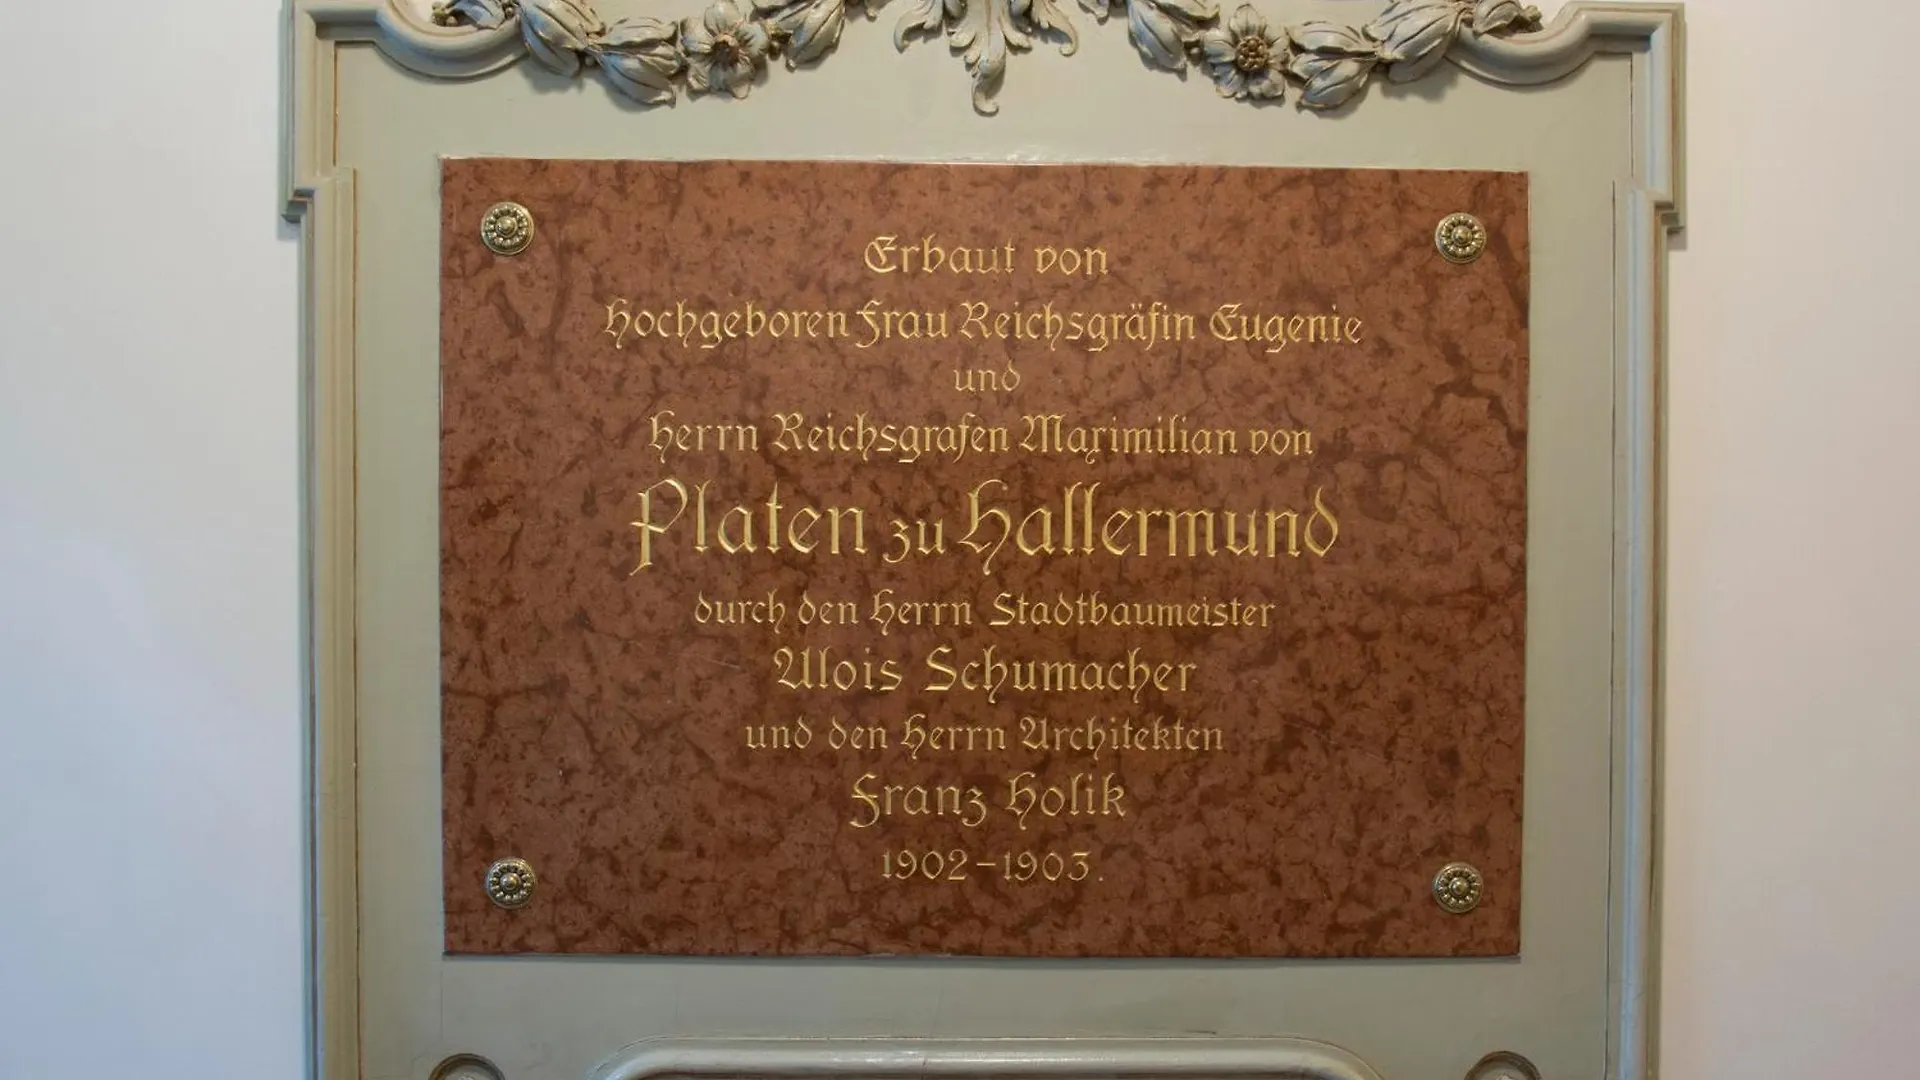 Erbaut von
Hochgeboren Frau Reichsgräfin Eugenie
und
Herrn Reichsgrafen Maximilian von
Platen zu Hallermund
durch den Herrn Stadtbaumeister
Alois Schumacher
und den Herrn Architekten
Franz Holik
1902-1903.